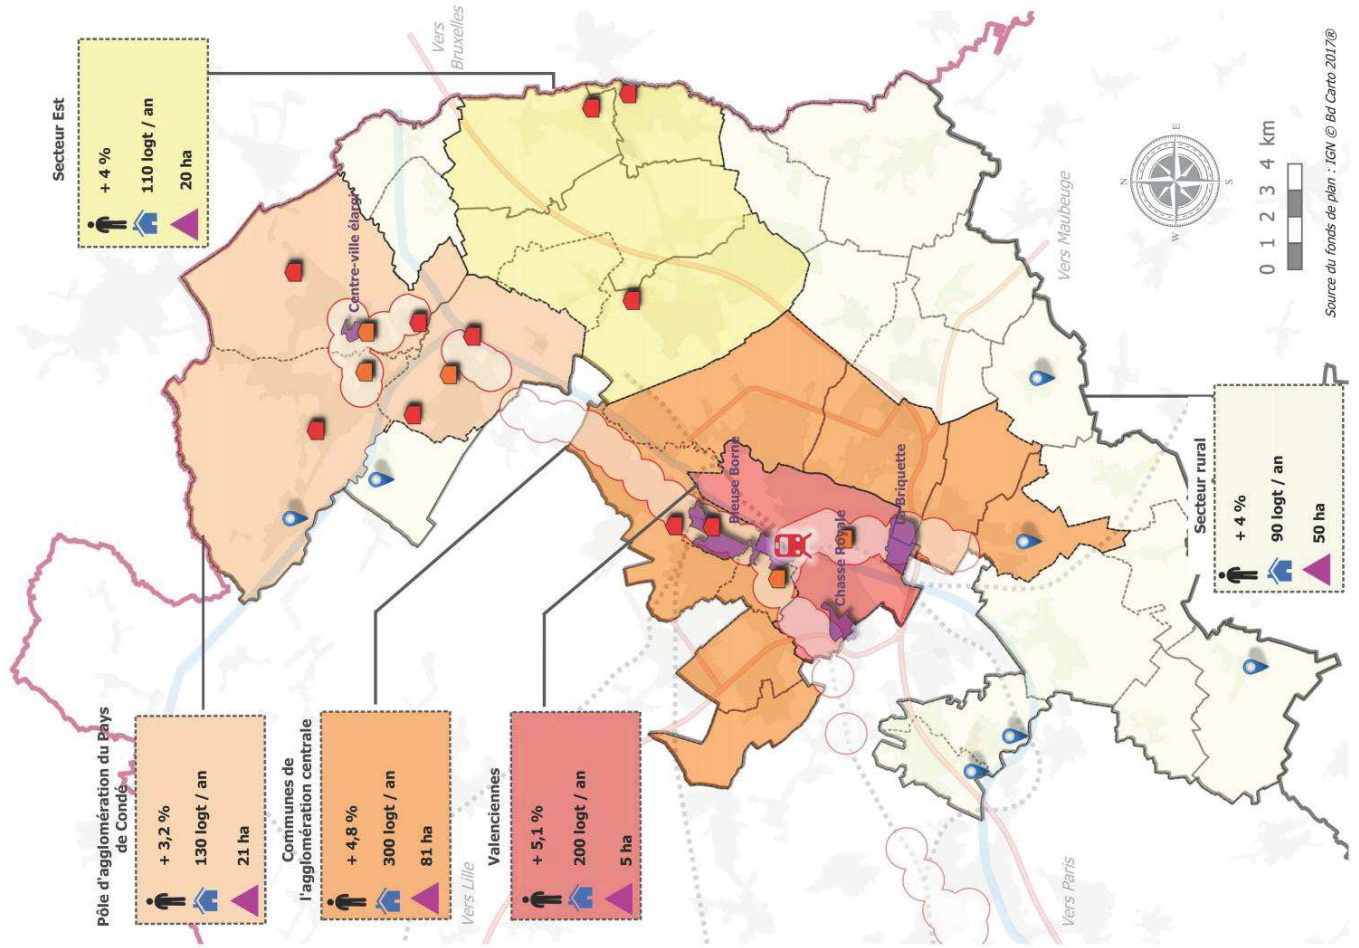 Pôle d'agglomération du Pays
de Condé
+ 3,2 %
130 logt / an
21 ha
Communes de
l'agglomération centrale
+ 4,8 %
300 logt / an
81 ha
Valenciennes
+ 5,1 %
200 logt / an
5 ha
Secteur Est
+ 4 %
110 logt / an
20 ha
Secteur rural
+ 4 %
90 logt / an
50 ha
Centre-ville élargi
Bleuse Borne
Chasse Royale
La Briquette
Vers
Bruxelles
Vers Lille
Vers Paris
Vers Maubeuge
N
E
S
W
0 1 2 3 4 km
Source du fonds de plan : IGN © Bd Carto 2017®